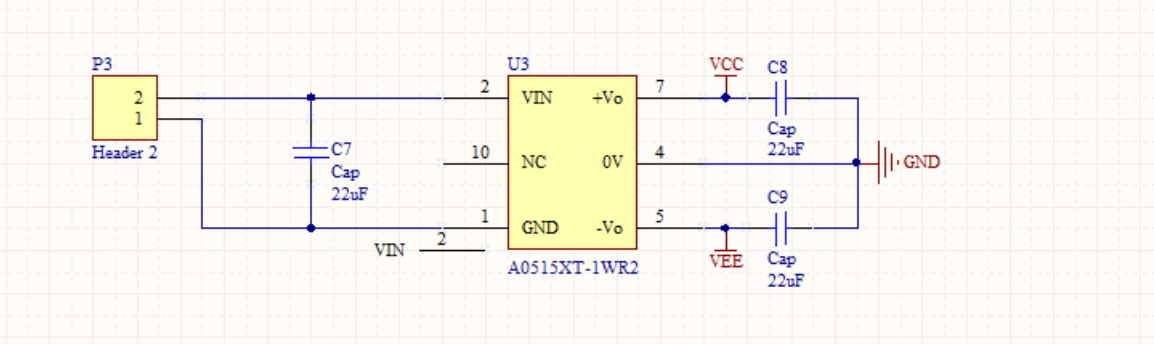 P3
2
1
Header 2
C7
Cap
22uF
U3
2
VIN
+Vo
7
10
NC
0V
4
1
GND
-Vo
5
VIN
2
A0515XT-1WR2
VCC
C8
Cap
22uF
GND
C9
VEE
Cap
22uF